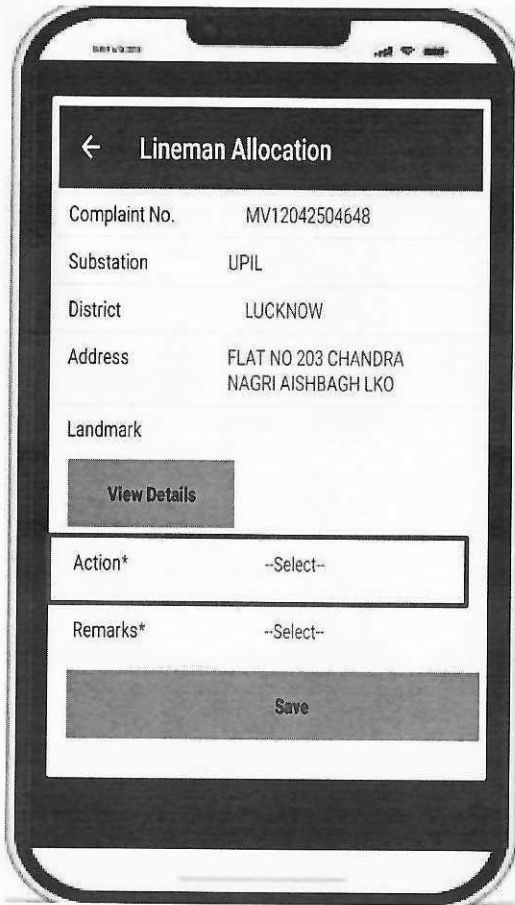 ← Lineman Allocation
Complaint No. MV12042504648
Substation UPIL
District LUCKNOW
Address FLAT NO 203 CHANDRA
NAGRI AISHBAGH LKO
Landmark
View Details
Action* --Select--
Remarks* --Select--
Save